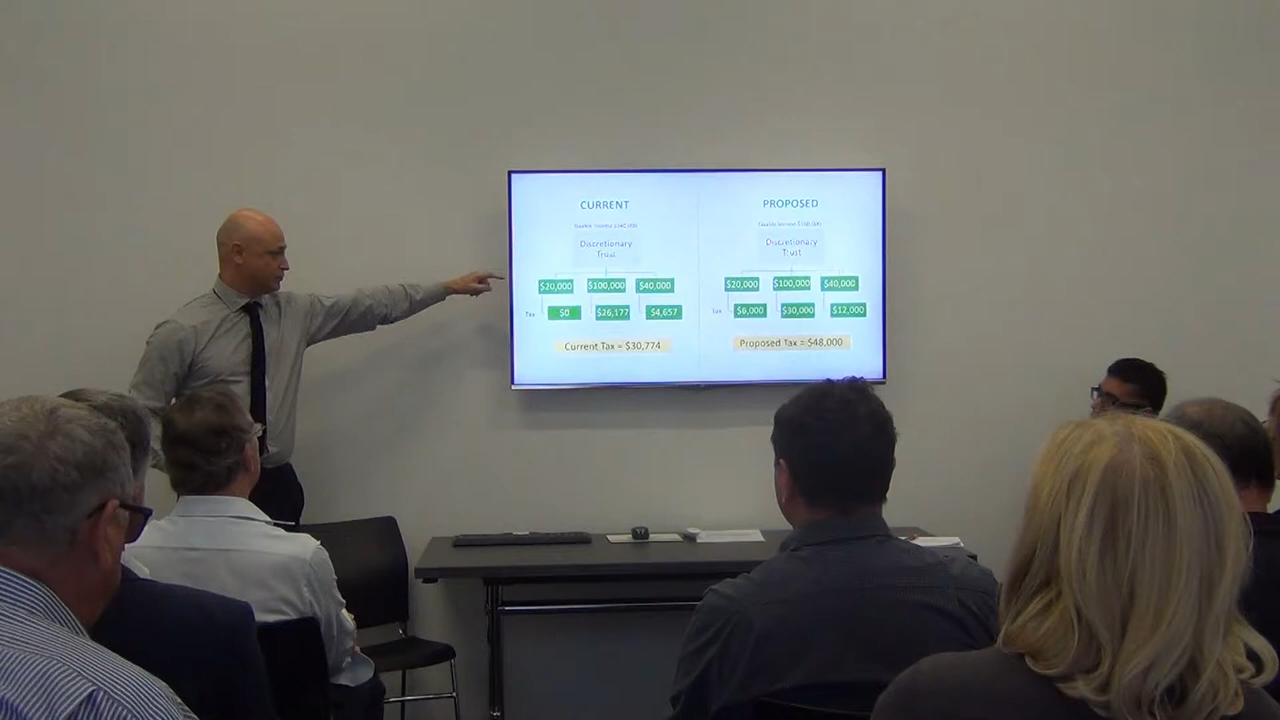 CURRENT
Discretionary
Trust
$20,000 $100,000 $40,000
Tax $0 $26,177 $4,657
Current Tax = $30,774
PROPOSED
Discretionary
Trust
$20,000 $100,000 $40,000
Tax $6,000 $30,000 $12,000
Proposed Tax = $48,000